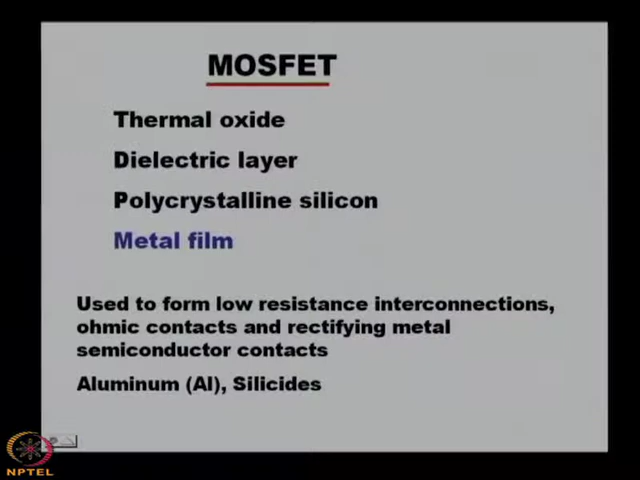 MOSFET
Thermal oxide
Dielectric layer
Polycrystalline silicon
Metal film
Used to form low resistance interconnections,
ohmic contacts and rectifying metal
semiconductor contacts
Aluminum (Al), Silicides
NPTEL